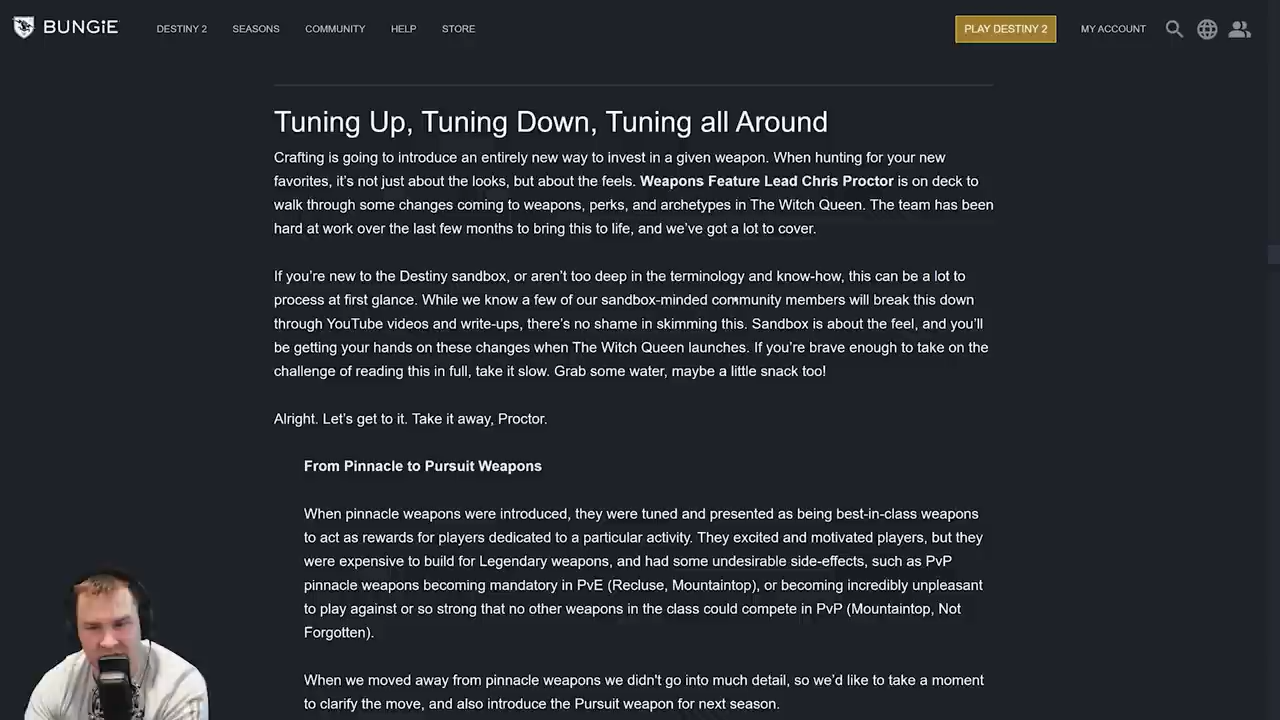 BUNGiE
DESTINY 2
SEASONS
COMMUNITY
HELP
STORE
PLAY DESTINY 2
MY ACCOUNT
Tuning Up, Tuning Down, Tuning all Around
Crafting is going to introduce an entirely new way to invest in a given weapon. When hunting for your new
favorites, it's not just about the looks, but about the feels. Weapons Feature Lead Chris Proctor is on deck to
walk through some changes coming to weapons, perks, and archetypes in The Witch Queen. The team has been
hard at work over the last few months to bring this to life, and we've got a lot to cover.
If you're new to the Destiny sandbox, or aren't too deep in the terminology and know-how, this can be a lot to
process at first glance. While we know a few of our sandbox-minded community members will break this down
through YouTube videos and write-ups, there's no shame in skimming this. Sandbox is about the feel, and you'll
be getting your hands on these changes when The Witch Queen launches. If you're brave enough to take on the
challenge of reading this in full, take it slow. Grab some water, maybe a little snack too!
Alright. Let's get to it. Take it away, Proctor.
From Pinnacle to Pursuit Weapons
When pinnacle weapons were introduced, they were tuned and presented as being best-in-class weapons
to act as rewards for players dedicated to a particular activity. They excited and motivated players, but they
were expensive to build for Legendary weapons, and had some undesirable side-effects, such as PvP
pinnacle weapons becoming mandatory in PvE (Recluse, Mountaintop), or becoming incredibly unpleasant
to play against or so strong that no other weapons in the class could compete in PvP (Mountaintop, Not
Forgotten).
When we moved away from pinnacle weapons we didn't go into much detail, so we'd like to take a moment
to clarify the move, and also introduce the Pursuit weapon for next season.